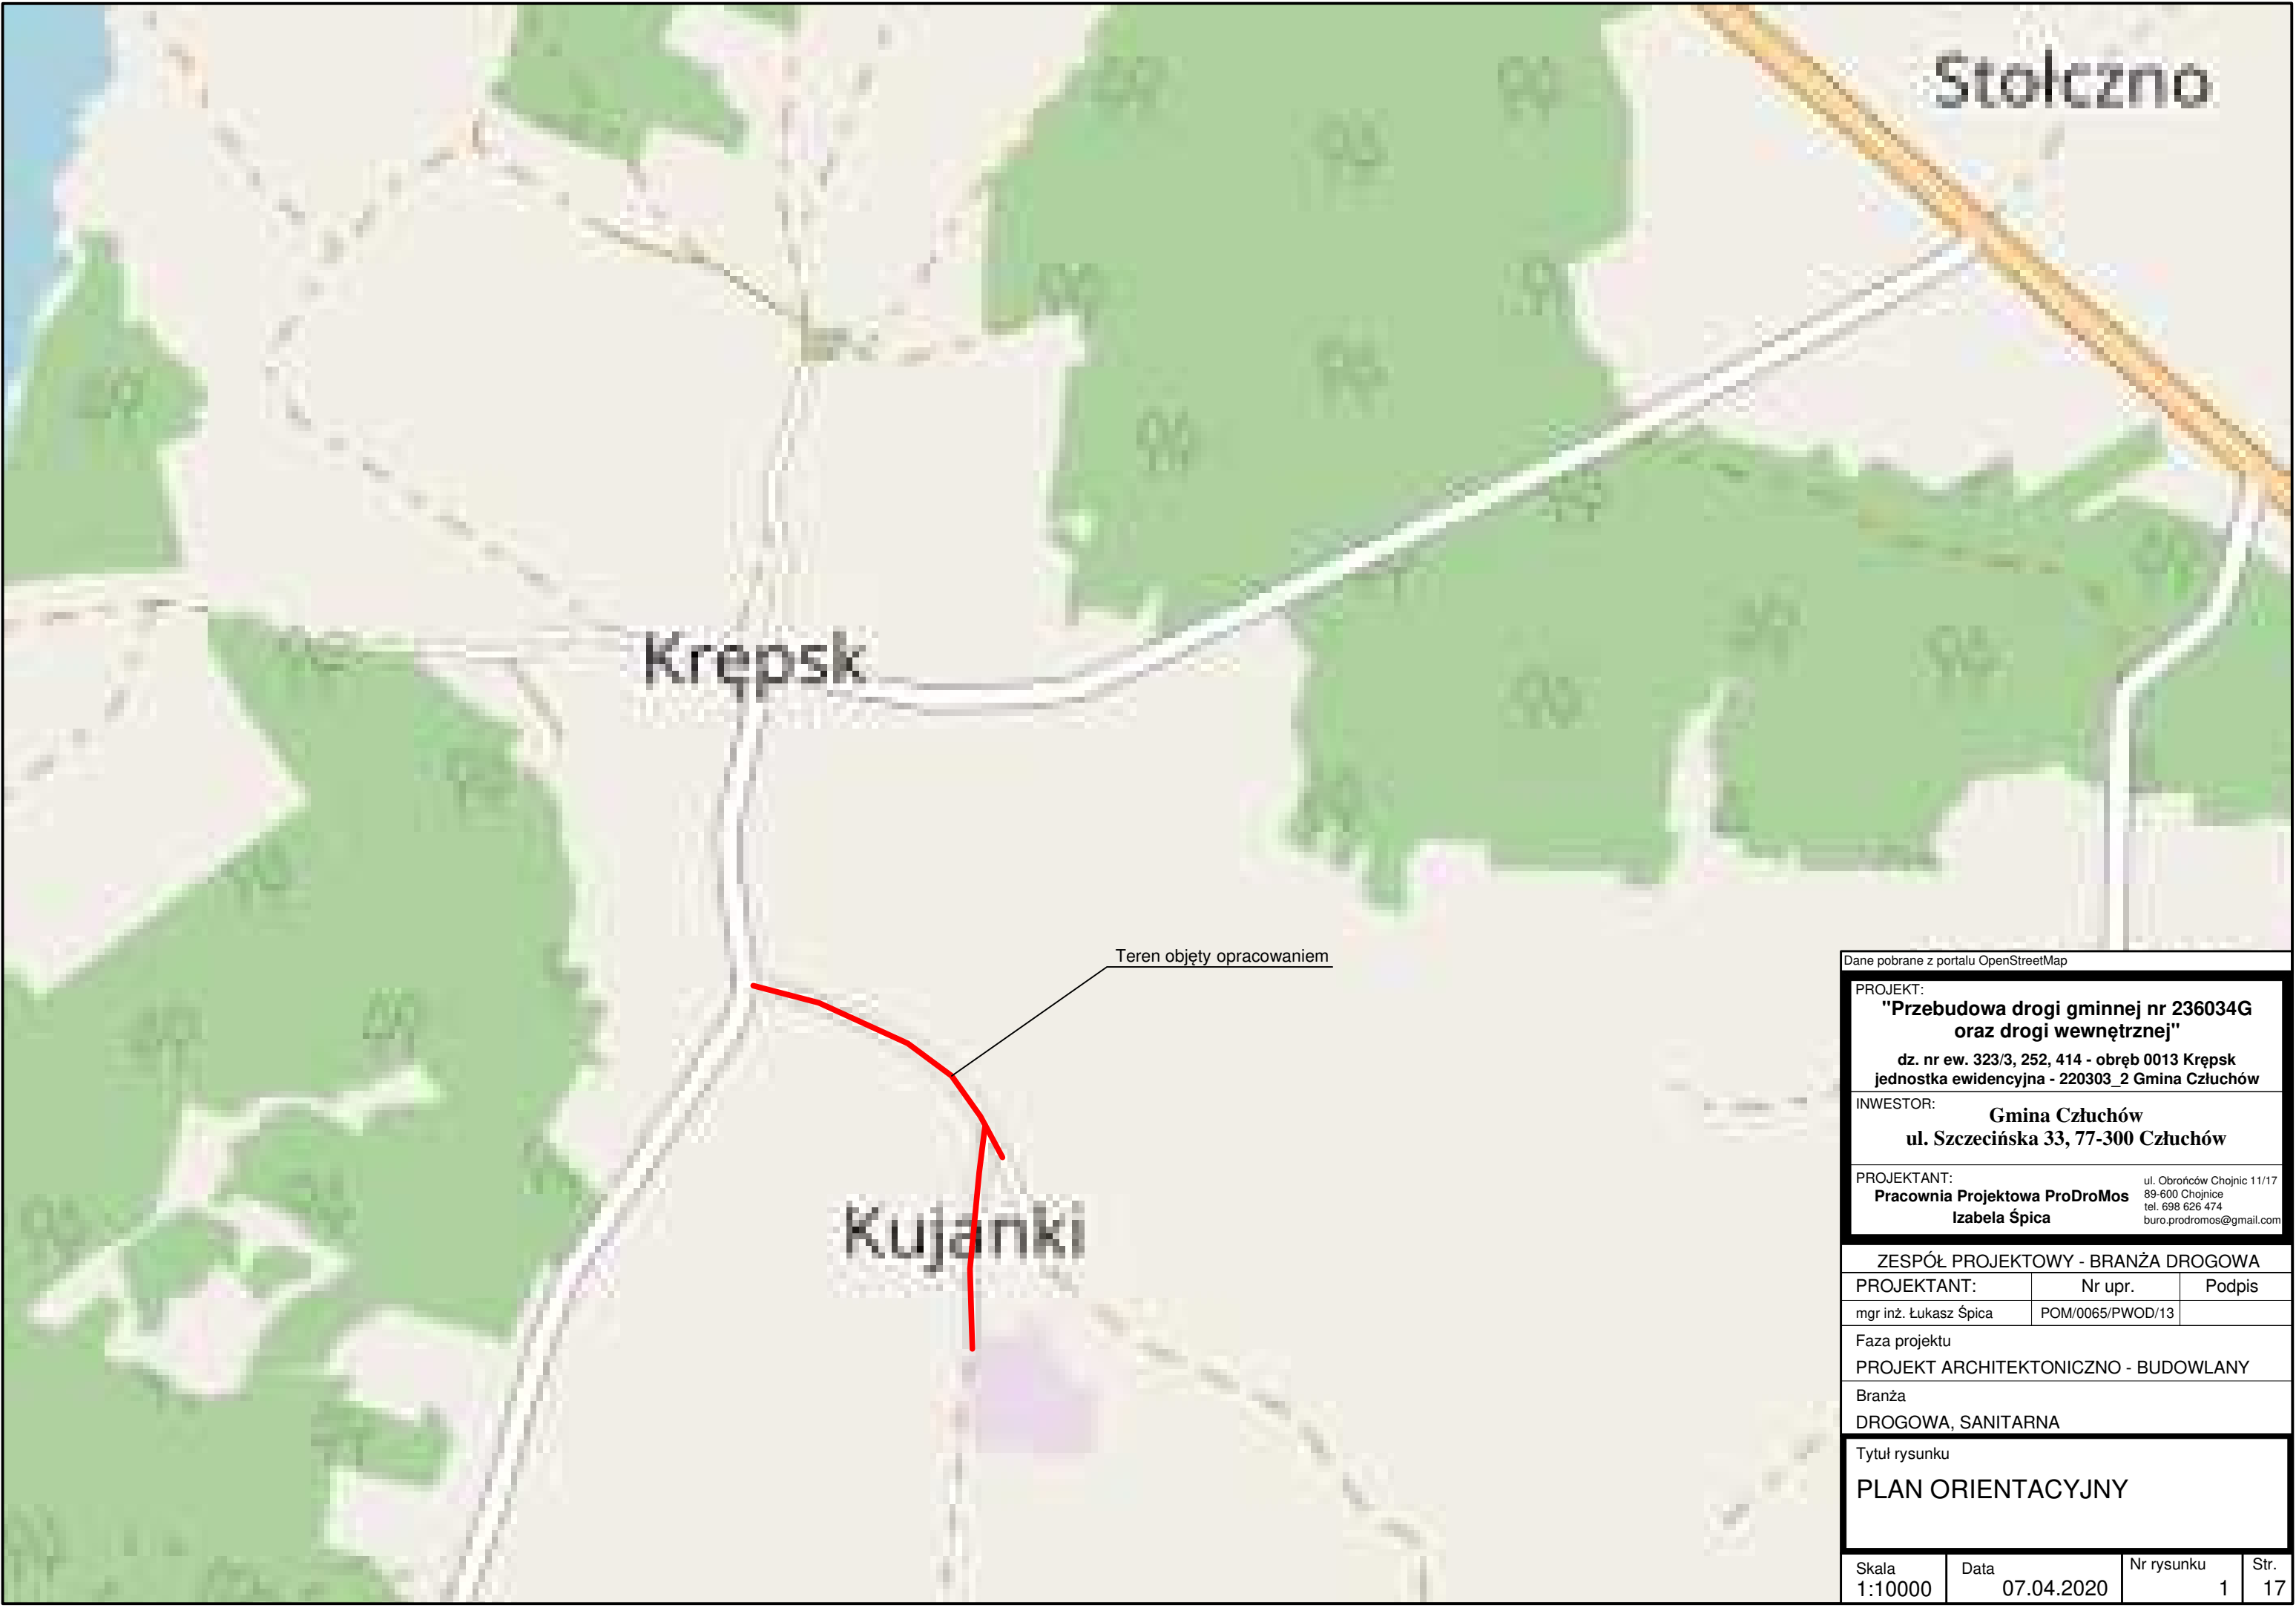 Stołczno
Krępsk
Teren objęty opracowaniem
Kujanki
Dane pobrane z portalu OpenStreetMap
PROJEKT:
"Przebudowa drogi gminnej nr 236034G
oraz drogi wewnętrznej"
dz. nr ew. 323/3, 252, 414 - obręb 0013 Krępsk
jednostka ewidencyjna - 220303_2 Gmina Człuchów
INWESTOR:
Gmina Człuchów
ul. Szczecińska 33, 77-300 Człuchów
PROJEKTANT:
Pracownia Projektowa ProDroMos
Izabela Śpica
ul. Obrońców Chojnic 11/17
89-600 Chojnice
tel. 698 626 474
buro.prodromos@gmail.com
ZESPÓŁ PROJEKTOWY - BRANŻA DROGOWA
PROJEKTANT: Nr upr. Podpis
mgr inż. Łukasz Śpica POM/0065/PWOD/13
Faza projektu
PROJEKT ARCHITEKTONICZNO - BUDOWLANY
Branża
DROGOWA, SANITARNA
Tytuł rysunku
PLAN ORIENTACYJNY
Skala Data Nr rysunku Str.
1:10000 07.04.2020 1 17